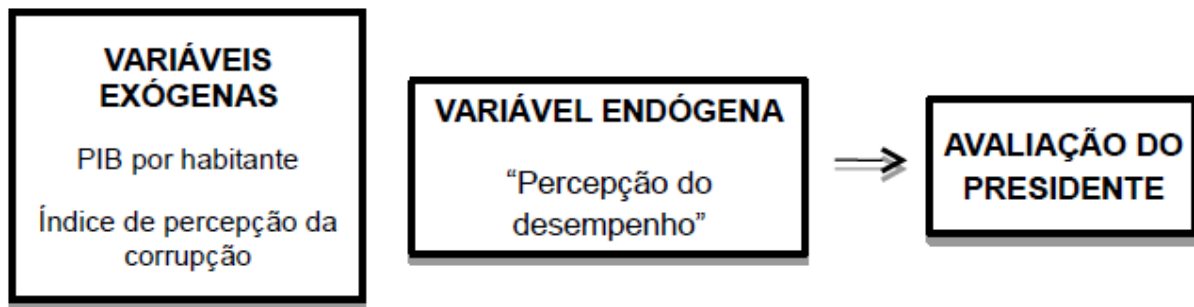 VARIÁVEIS
EXÓGENAS
PIB por habitante
Índice de percepção da
corrupção
VARIÁVEL ENDÓGENA
“Percepção do
desempenho”
AVALIAÇÃO DO
PRESIDENTE